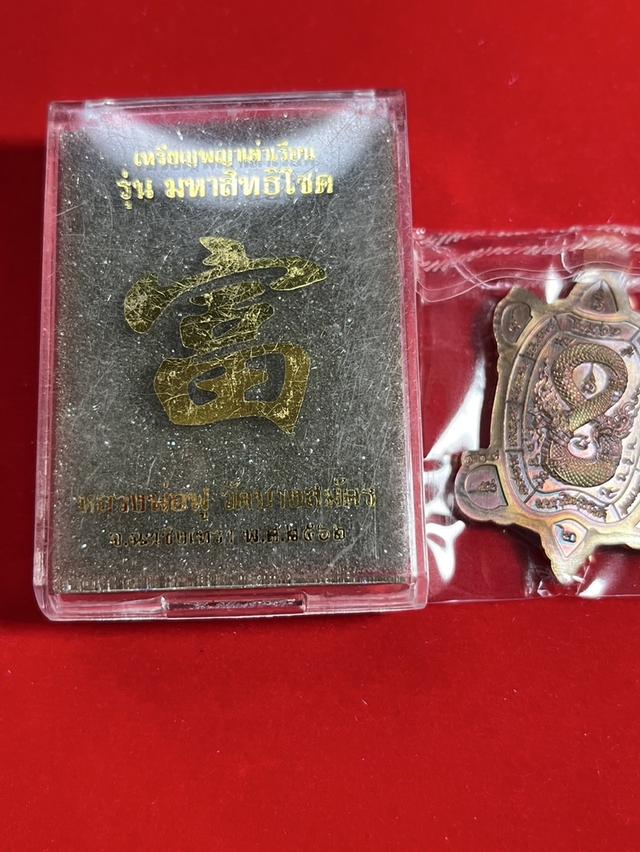 เหรียญพญาเต่าเรือน
รุ่น มหาสิทธิโชค
富
หลวงพ่อฟู วัดบางสมัคร
จ.ฉะเชิงเทรา พ.ศ.๒๕๖๒